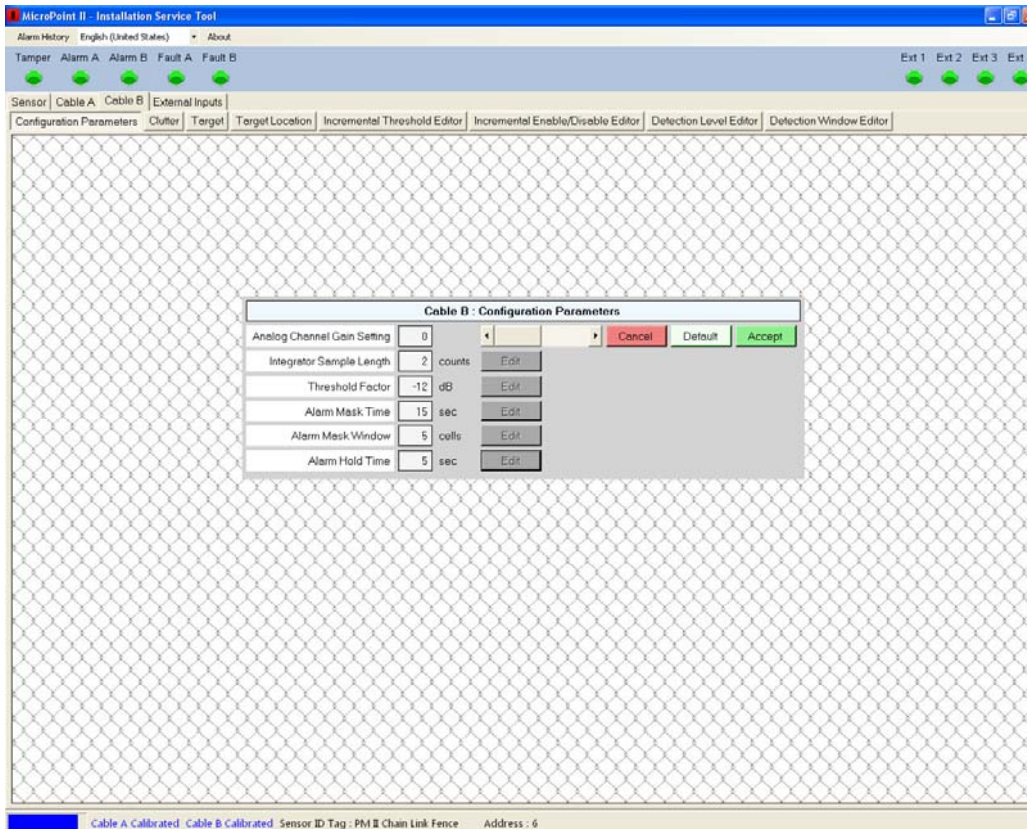 MicroPoint II - Installation Service Tool
Alarm History English (United States) About
Tamper Alarm A Alarm B Fault A Fault B Ext 1 Ext 2 Ext 3 Ext
Sensor Cable A Cable B External Inputs
Configuration Parameters Clutter Target Target Location Incremental Threshold Editor Incremental Enable/Disable Editor Detection Level Editor Detection Window Editor
Cable B : Configuration Parameters
Analog Channel Gain Setting 0 Cancel Default Accept
Integrator Sample Length 2 counts Edit
Threshold Factor -12 dB Edit
Alarm Mask Time 15 sec Edit
Alarm Mask Window 5 cells Edit
Alarm Hold Time 5 sec Edit
Cable A Calibrated Cable B Calibrated Sensor ID Tag : PM II Chain Link Fence Address : 6